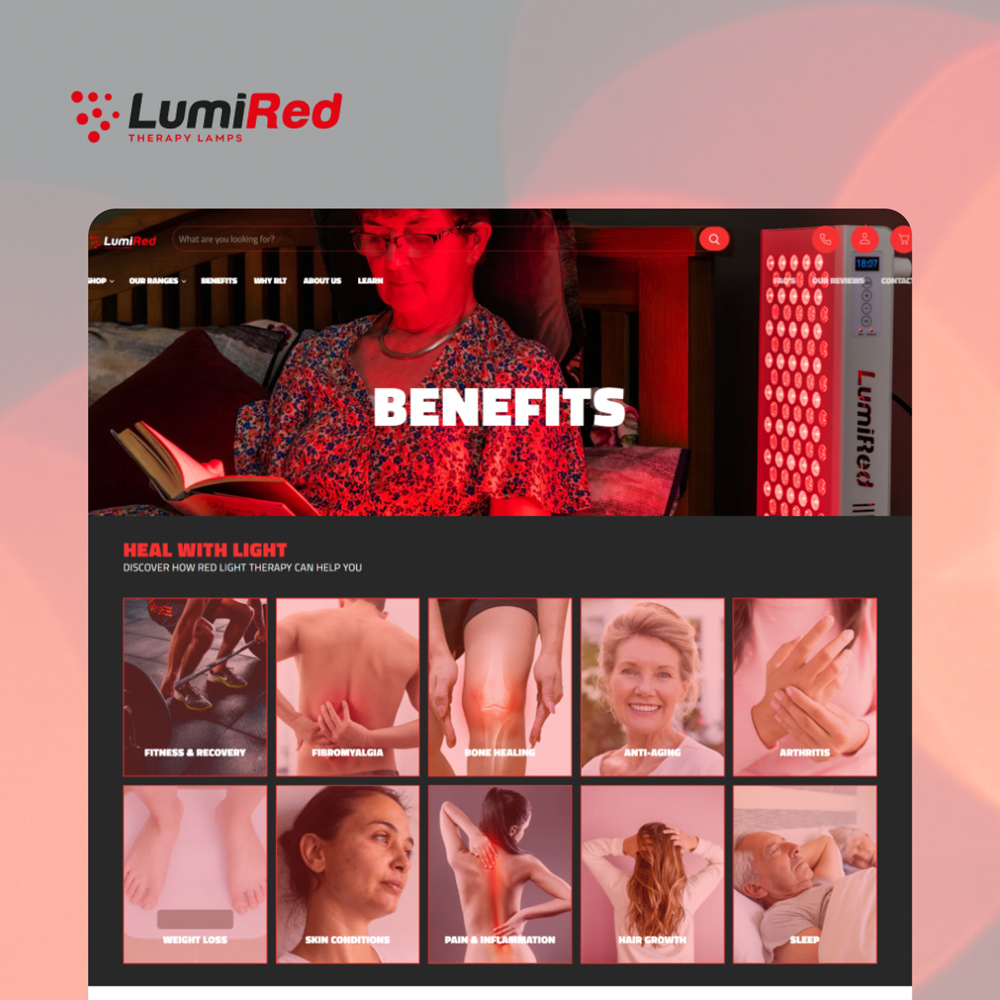 LumiRed
THERAPY LAMPS
LumiRed
What are you looking for?
18:07
SHOP
OUR RANGES
BENEFITS
WHY RLT
ABOUT US
LEARN
FAQ'S
OUR REVIEWS
CONTACT
LumiRed
BENEFITS
HEAL WITH LIGHT
DISCOVER HOW RED LIGHT THERAPY CAN HELP YOU
FITNESS & RECOVERY
FIBROMYALGIA
BONE HEALING
ANTI-AGING
ARTHRITIS
WEIGHT LOSS
SKIN CONDITIONS
PAIN & INFLAMMATION
HAIR GROWTH
SLEEP